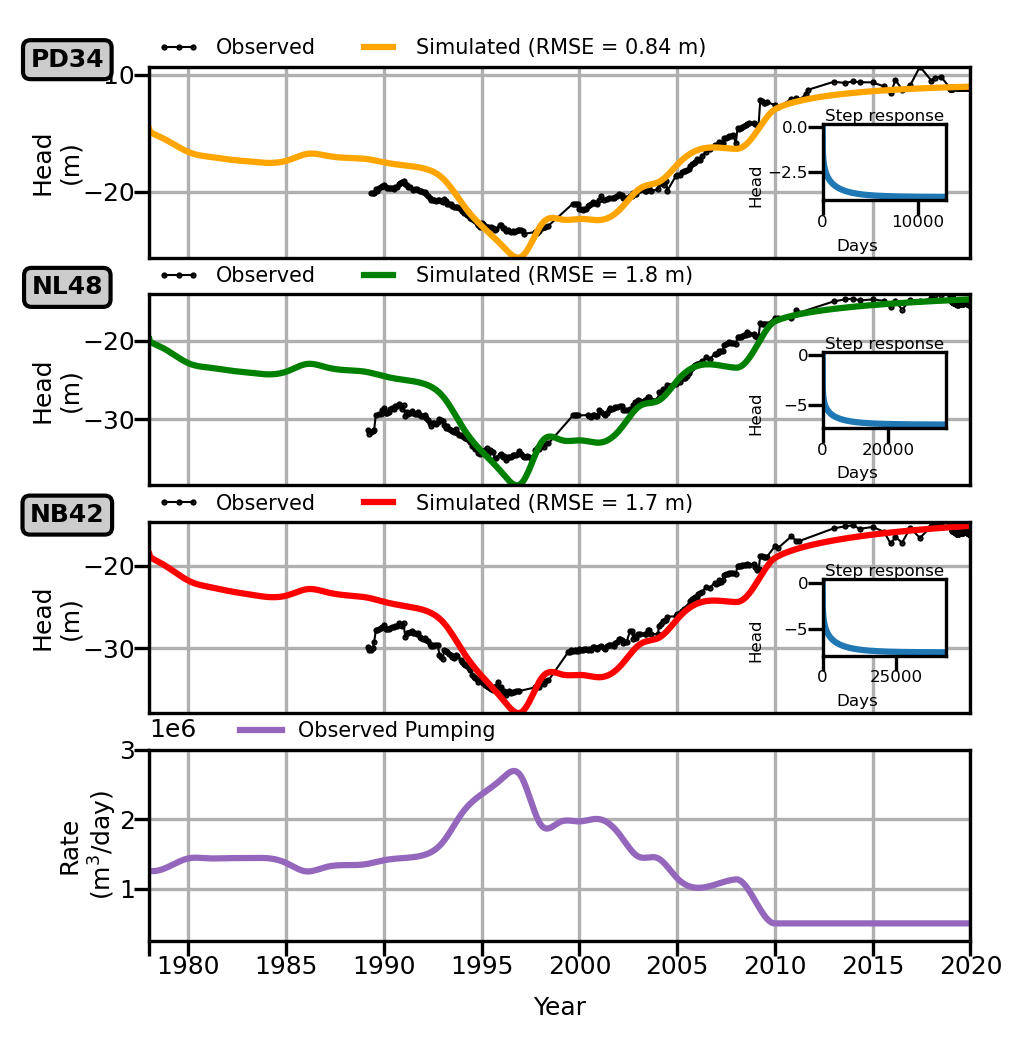 PD34
Observed
Simulated (RMSE = 0.84 m)
−10
−20
Head
(m)
Step response
0.0
−2.5
Head
0
10000
Days
NL48
Observed
Simulated (RMSE = 1.8 m)
−20
−30
Head
(m)
Step response
0
−5
Head
0
20000
Days
NB42
Observed
Simulated (RMSE = 1.7 m)
−20
−30
Head
(m)
Step response
0
−5
Head
0
25000
Days
1e6
Observed Pumping
3
2
1
Rate
(m³/day)
1980 1985 1990 1995 2000 2005 2010 2015 2020
Year